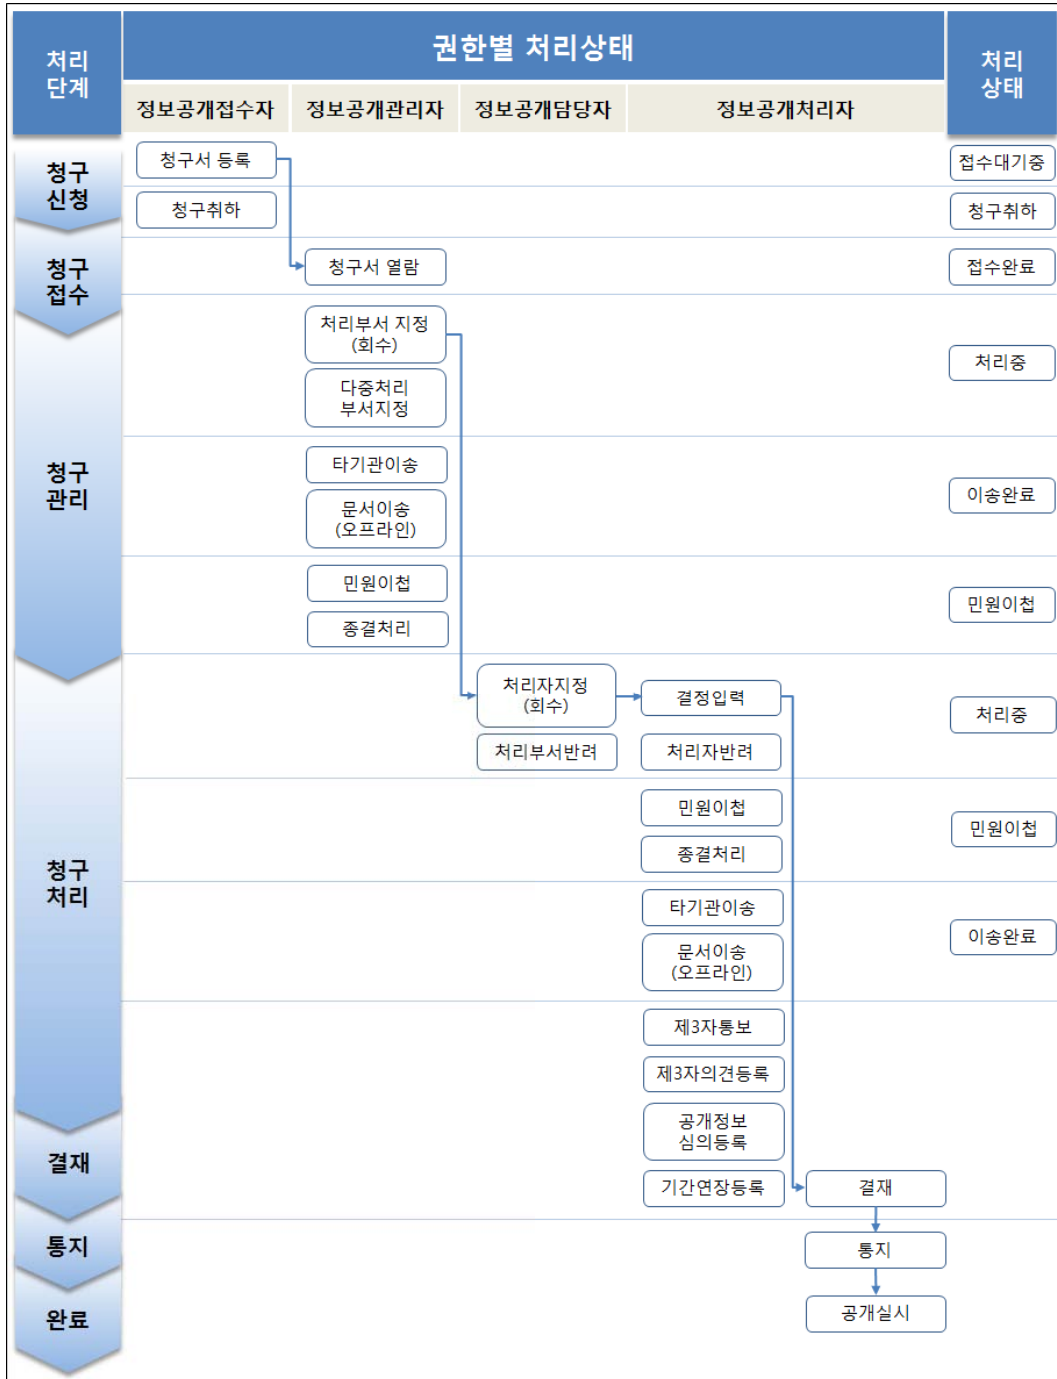 처리
단계
권한별 처리상태
처리
상태
정보공개접수자
정보공개관리자
정보공개담당자
정보공개처리자
청구
신청
청구서 등록
접수대기중
청구취하
청구취하
청구
접수
청구서 열람
접수완료
청구
관리
처리부서 지정
(회수)
다중처리
부서지정
처리중
타기관이송
문서이송
(오프라인)
이송완료
민원이첩
종결처리
민원이첩
청구
처리
처리자지정
(회수)
결정입력
처리중
처리부서반려
처리자반려
민원이첩
종결처리
민원이첩
타기관이송
문서이송
(오프라인)
이송완료
제3자통보
제3자의견등록
공개정보
심의등록
기간연장등록
결재
결재
통지
통지
완료
공개실시